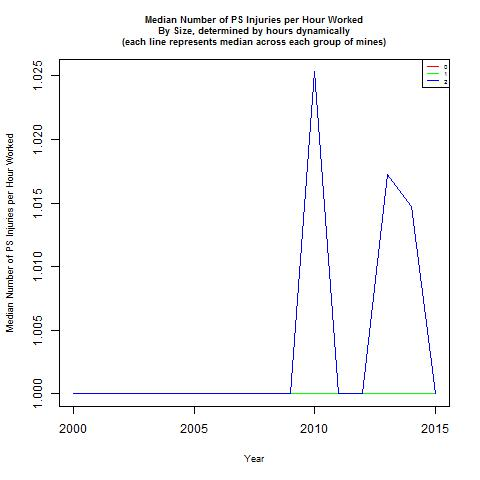 Median Number of PS Injuries per Hour Worked
By Size, determined by hours dynamically
(each line represents median across each group of mines)
0
1
2
Median Number of PS Injuries per Hour Worked
1.025
1.020
1.015
1.010
1.005
1.000
2000
2005
2010
2015
Year